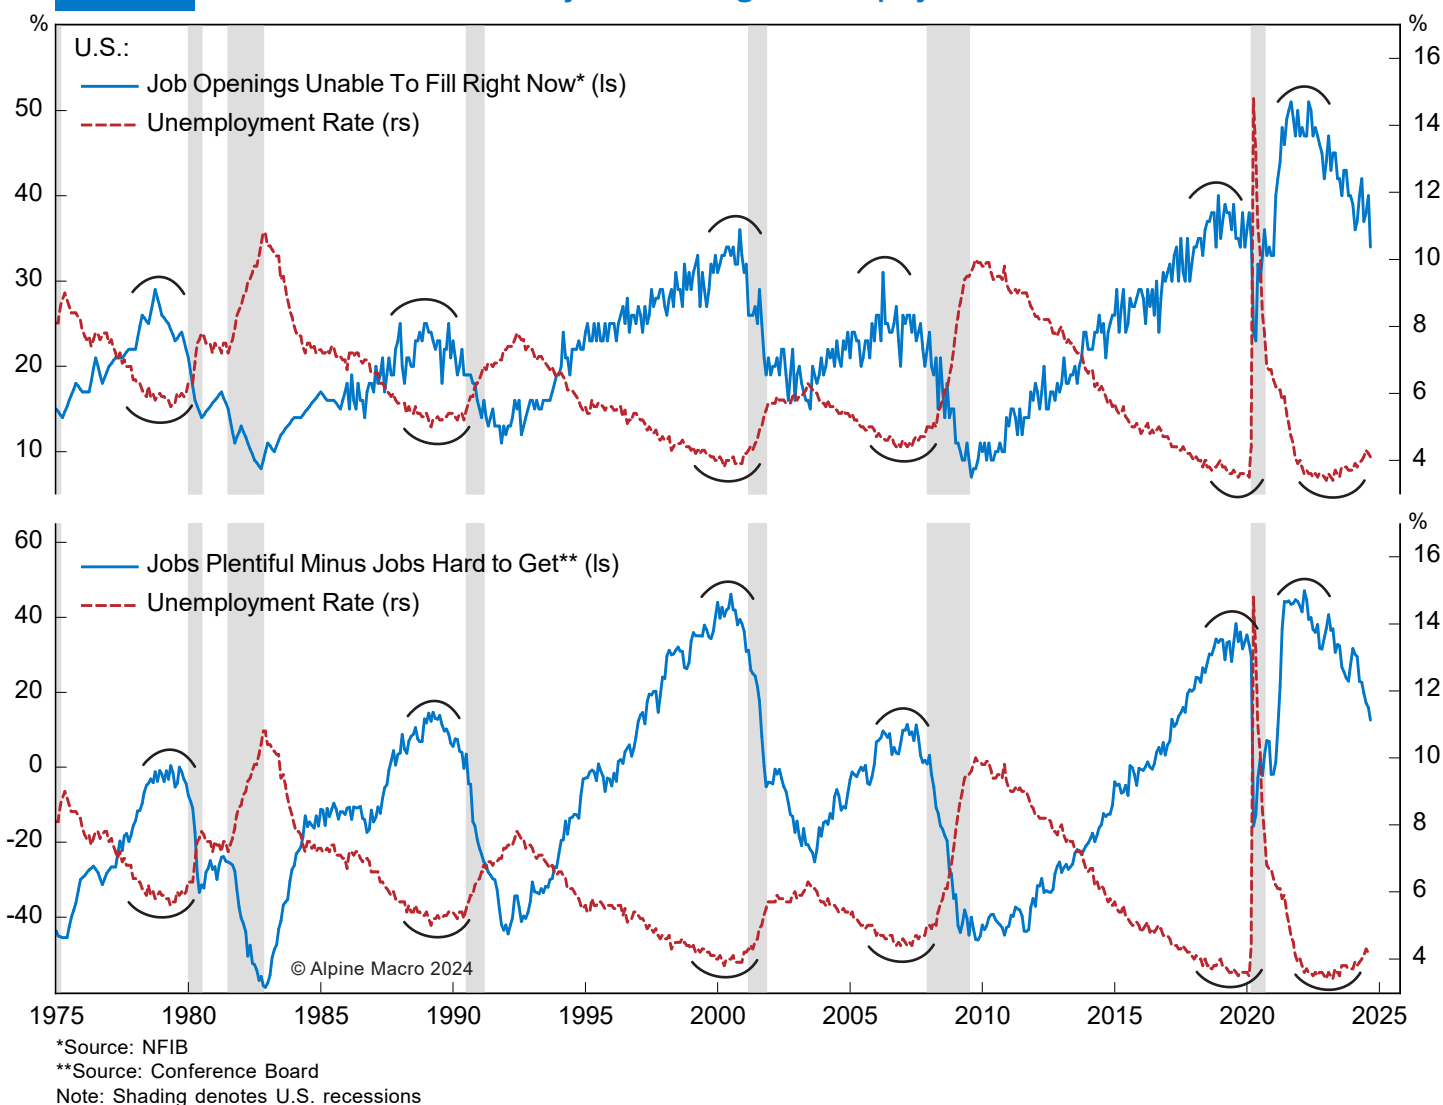 % %
U.S.:
Job Openings Unable To Fill Right Now* (ls)
Unemployment Rate (rs)
50
40
30
20
10
16
14
12
10
8
6
4
%
Jobs Plentiful Minus Jobs Hard to Get** (ls)
Unemployment Rate (rs)
60
40
20
0
-20
-40
16
14
12
10
8
6
4
© Alpine Macro 2024
1975 1980 1985 1990 1995 2000 2005 2010 2015 2020 2025
*Source: NFIB
**Source: Conference Board
Note: Shading denotes U.S. recessions